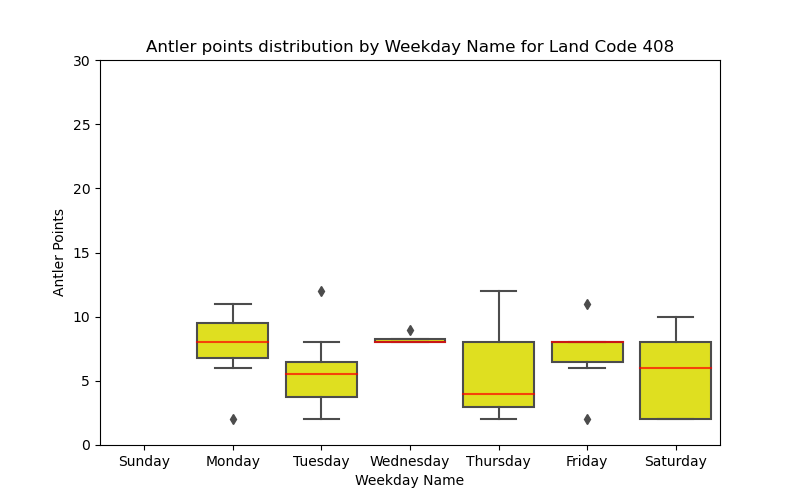 Antler points distribution by Weekday Name for Land Code 408
30
25
20
15
10
5
0
Antler Points
Sunday Monday Tuesday Wednesday Thursday Friday Saturday
Weekday Name